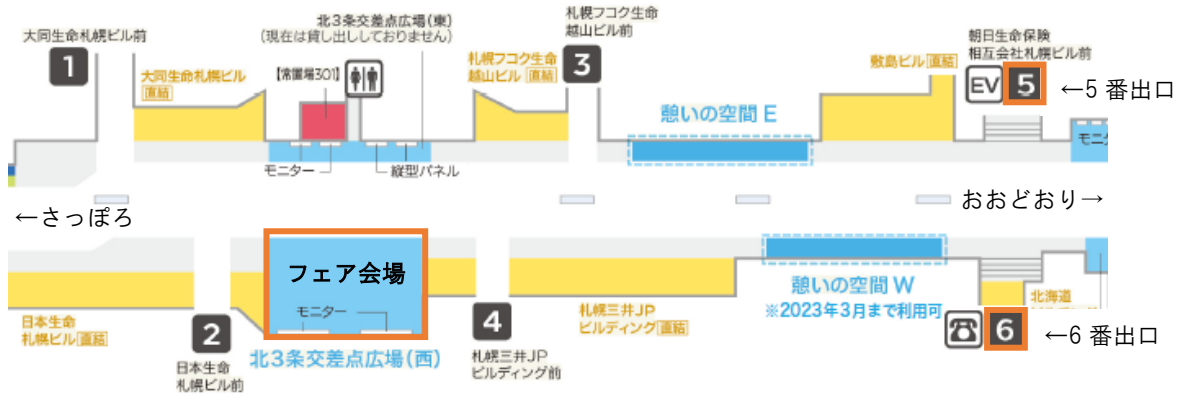 大同生命札幌ビル前
1
大同生命札幌ビル
直結
北3条交差点広場(東)
(現在は貸し出ししておりません)
【常置場301】
モニター
縦型パネル
札幌フコク生命
越山ビル 直結
札幌フコク生命
越山ビル前
3
憩いの空間 E
敷島ビル 直結
朝日生命保険
相互会社札幌ビル前
EV 5
←5 番出口
モニ
←さっぽろ
おおどおり→
日本生命
札幌ビル 直結
2
日本生命
札幌ビル前
フェア会場
モニター
北3条交差点広場(西)
4
札幌三井JP
ビルディング前
札幌三井JP
ビルディング 直結
憩いの空間 W
※2023年3月まで利用可
北海道
6
←6 番出口